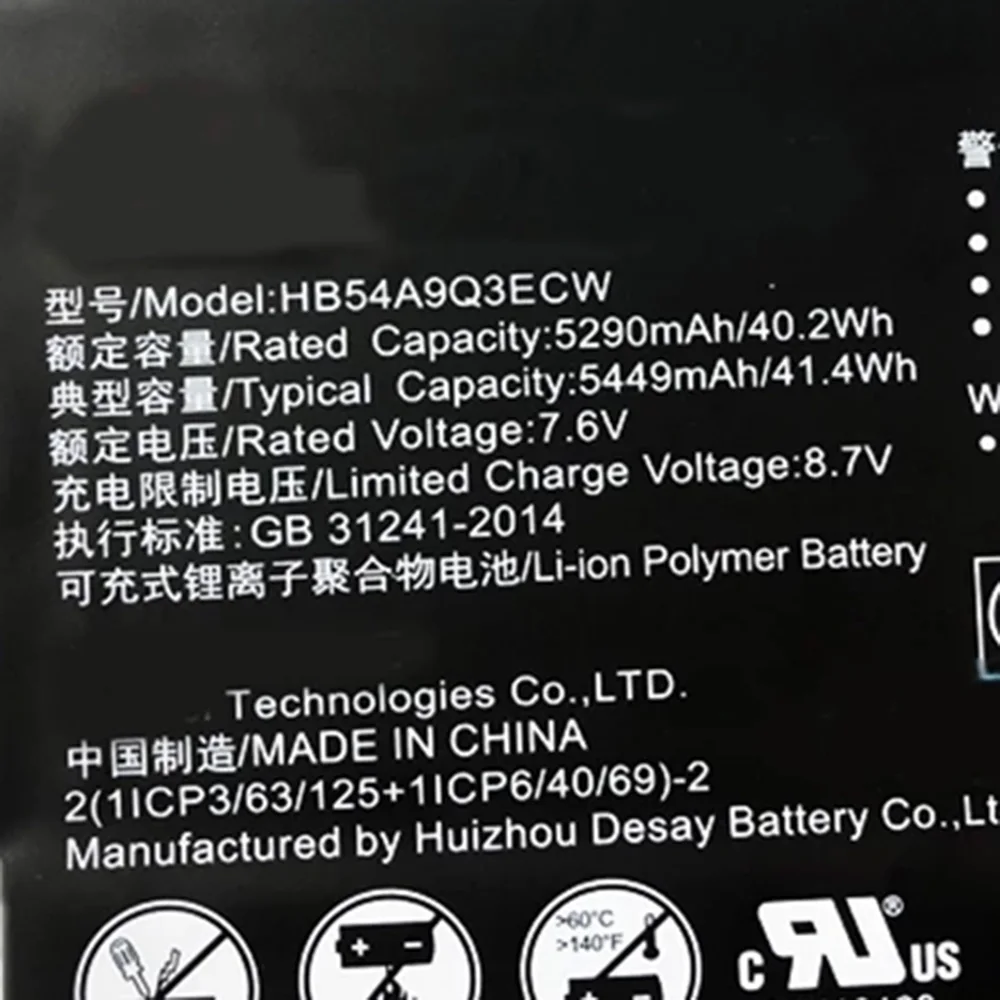 型号/Model:HB54A9Q3ECW
额定容量/Rated Capacity:5290mAh/40.2Wh
典型容量/Typical Capacity:5449mAh/41.4Wh
额定电压/Rated Voltage:7.6V
充电限制电压/Limited Charge Voltage:8.7V
执行标准:GB 31241-2014
可充式锂离子聚合物电池/Li-ion Polymer Battery
Technologies Co.,LTD.
中国制造/MADE IN CHINA
2(1ICP3/63/125+1ICP6/40/69)-2
Manufactured by Huizhou Desay Battery Co.,Lt
警
W
>60°C
>140°F
+ -
C RU® US